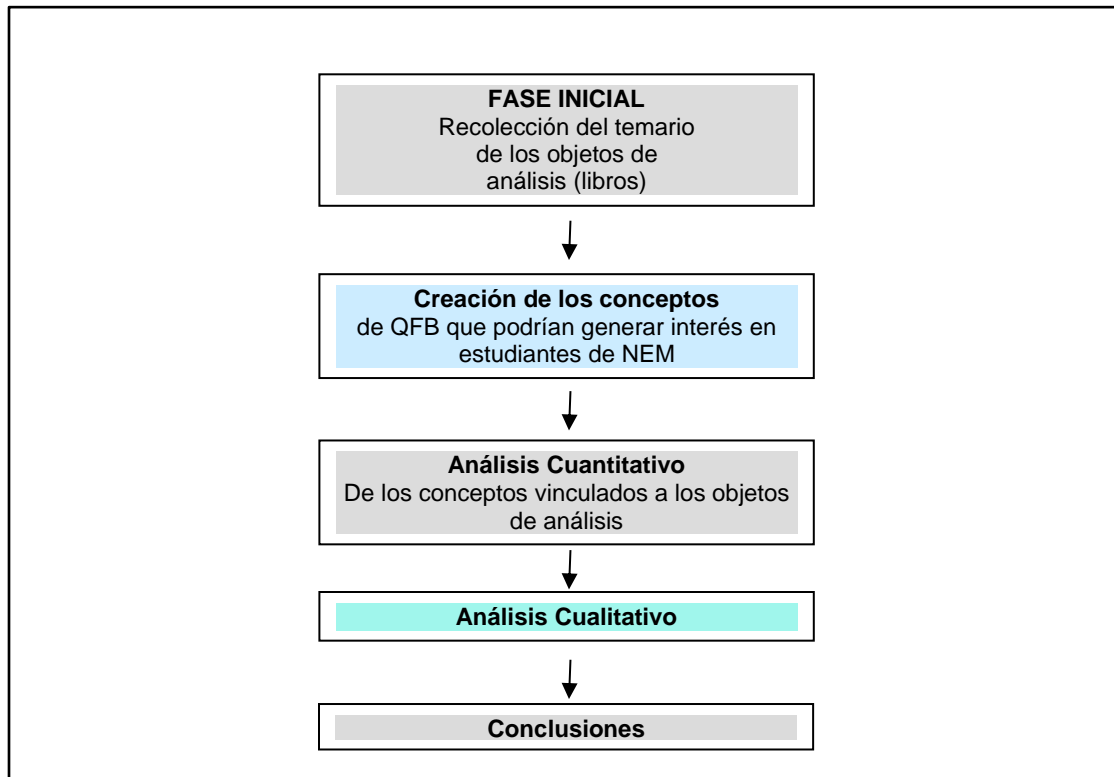 FASE INICIAL
Recolección del temario
de los objetos de
análisis (libros)
Creación de los conceptos
de QFB que podrían generar interés en
estudiantes de NEM
Análisis Cuantitativo
De los conceptos vinculados a los objetos
de análisis
Análisis Cualitativo
Conclusiones